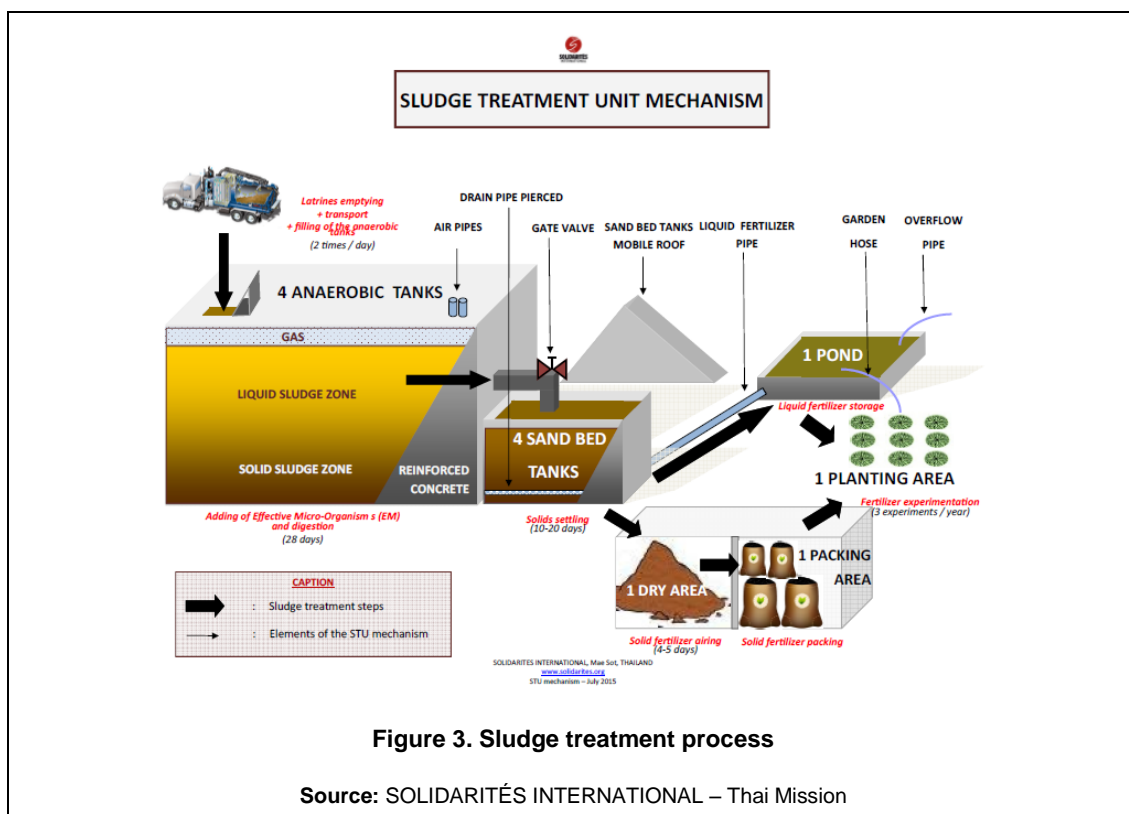 SOLIDARITÉS
INTERNATIONAL
SLUDGE TREATMENT UNIT MECHANISM
Latrines emptying
+ transport
+ filling of the anaerobic
tanks
(2 times / day)
AIR PIPES
DRAIN PIPE PIERCED
GATE VALVE
SAND BED TANKS
MOBILE ROOF
LIQUID FERTILIZER
PIPE
GARDEN
HOSE
OVERFLOW
PIPE
4 ANAEROBIC TANKS
GAS
LIQUID SLUDGE ZONE
SOLID SLUDGE ZONE
REINFORCED
CONCRETE
4 SAND BED
TANKS
1 POND
Liquid fertilizer storage
1 PLANTING AREA
Fertilizer experimentation
(3 experiments / year)
Adding of Effective Micro-Organism s (EM)
and digestion
(28 days)
Solids settling
(10-20 days)
1 DRY AREA
1 PACKING
AREA
Solid fertilizer airing
(4-5 days)
Solid fertilizer packing
CAPTION
: Sludge treatment steps
: Elements of the STU mechanism
SOLIDARITES INTERNATIONAL, Mae Sot, THAILAND
www.solidarites.org
STU mechanism – July 2015
Figure 3. Sludge treatment process
Source: SOLIDARITÉS INTERNATIONAL – Thai Mission